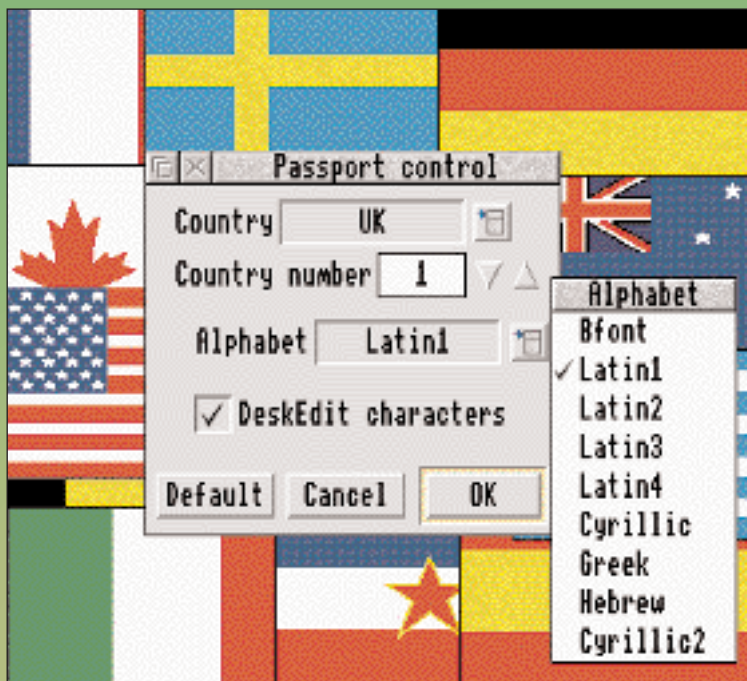 Passport control
Country UK
Country number 1
Alphabet Latin1
✓ DeskEdit characters
Default Cancel OK
Alphabet
Bfont
✓Latin1
Latin2
Latin3
Latin4
Cyrillic
Greek
Hebrew
Cyrillic2